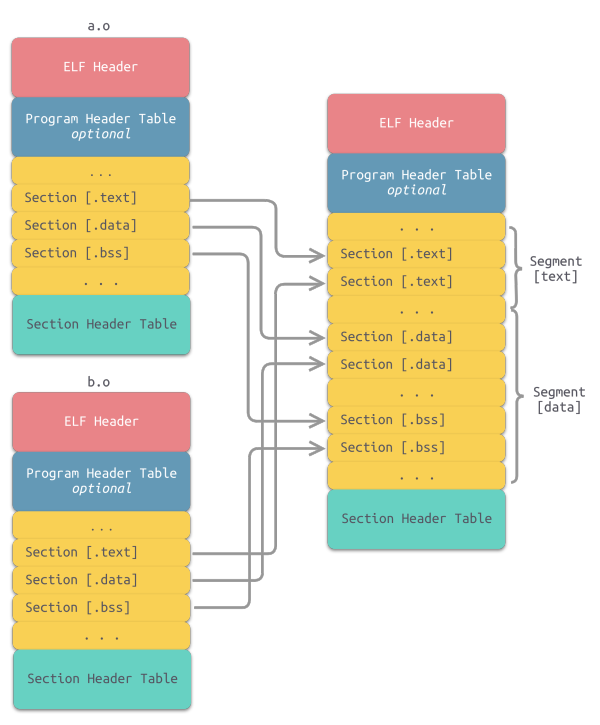 a.o
ELF Header
Program Header Table
optional
...
Section [.text]
Section [.data]
Section [.bss]
. . .
Section Header Table
b.o
ELF Header
Program Header Table
optional
...
Section [.text]
Section [.data]
Section [.bss]
. . .
Section Header Table
ELF Header
Program Header Table
optional
. . .
Section [.text]
Section [.text]
. . .
Section [.data]
Section [.data]
. . .
Section [.bss]
Section [.bss]
. . .
Section Header Table
Segment
[text]
Segment
[data]